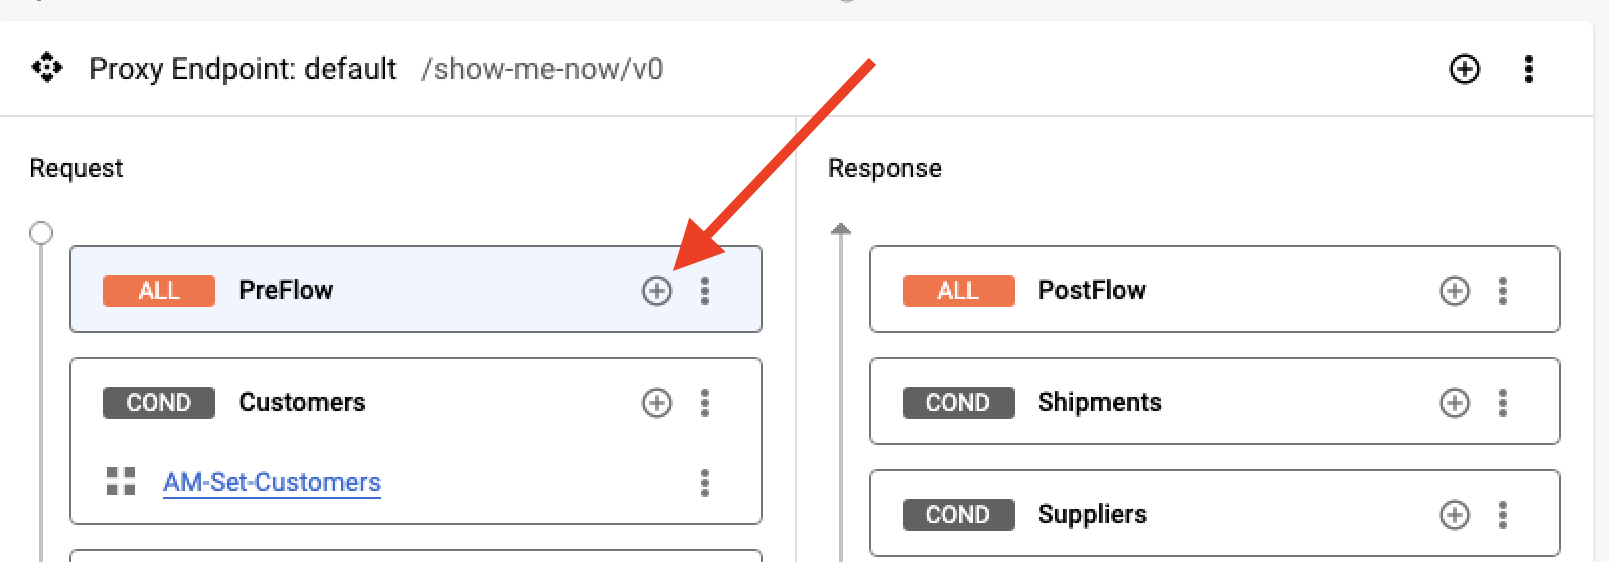 Proxy Endpoint: default /show-me-now/v0
Request
ALL PreFlow
COND Customers
AM-Set-Customers
Response
ALL PostFlow
COND Shipments
COND Suppliers